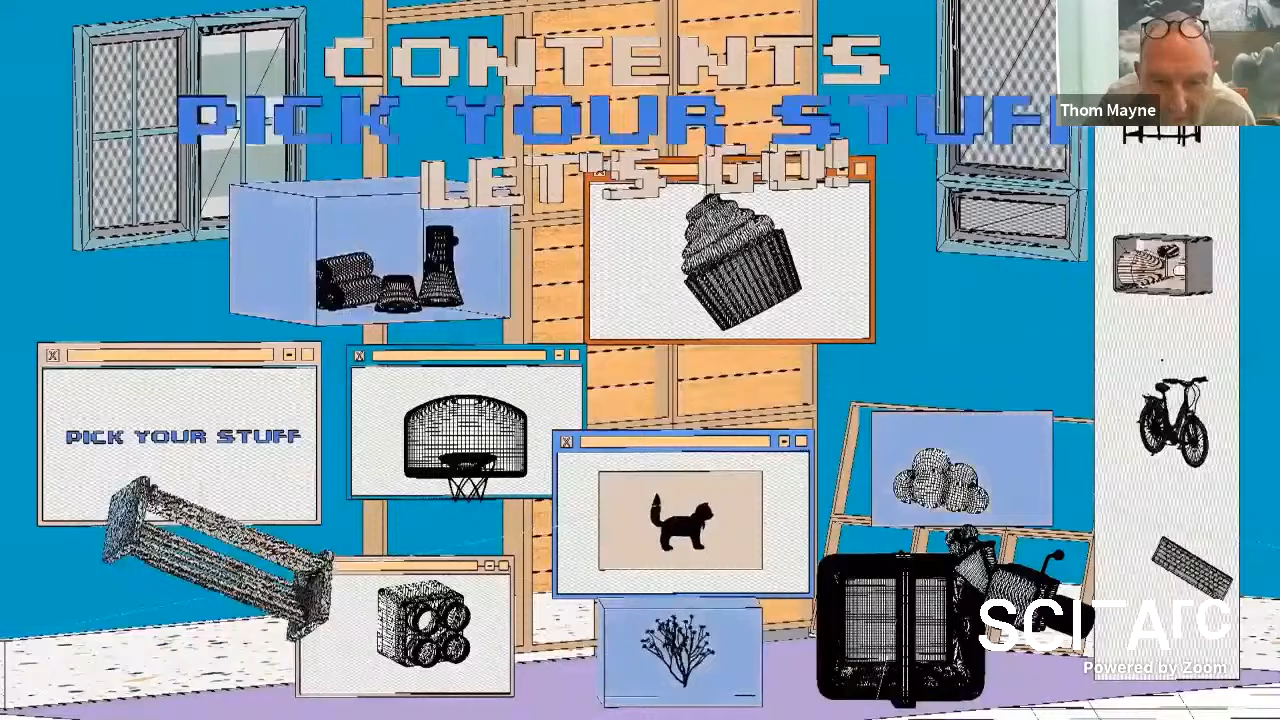 CONTENTS
PICK YOUR STUFF
LET'S GO!
Thom Mayne
PICK YOUR STUFF
SCI Arc
Powered by Zoom